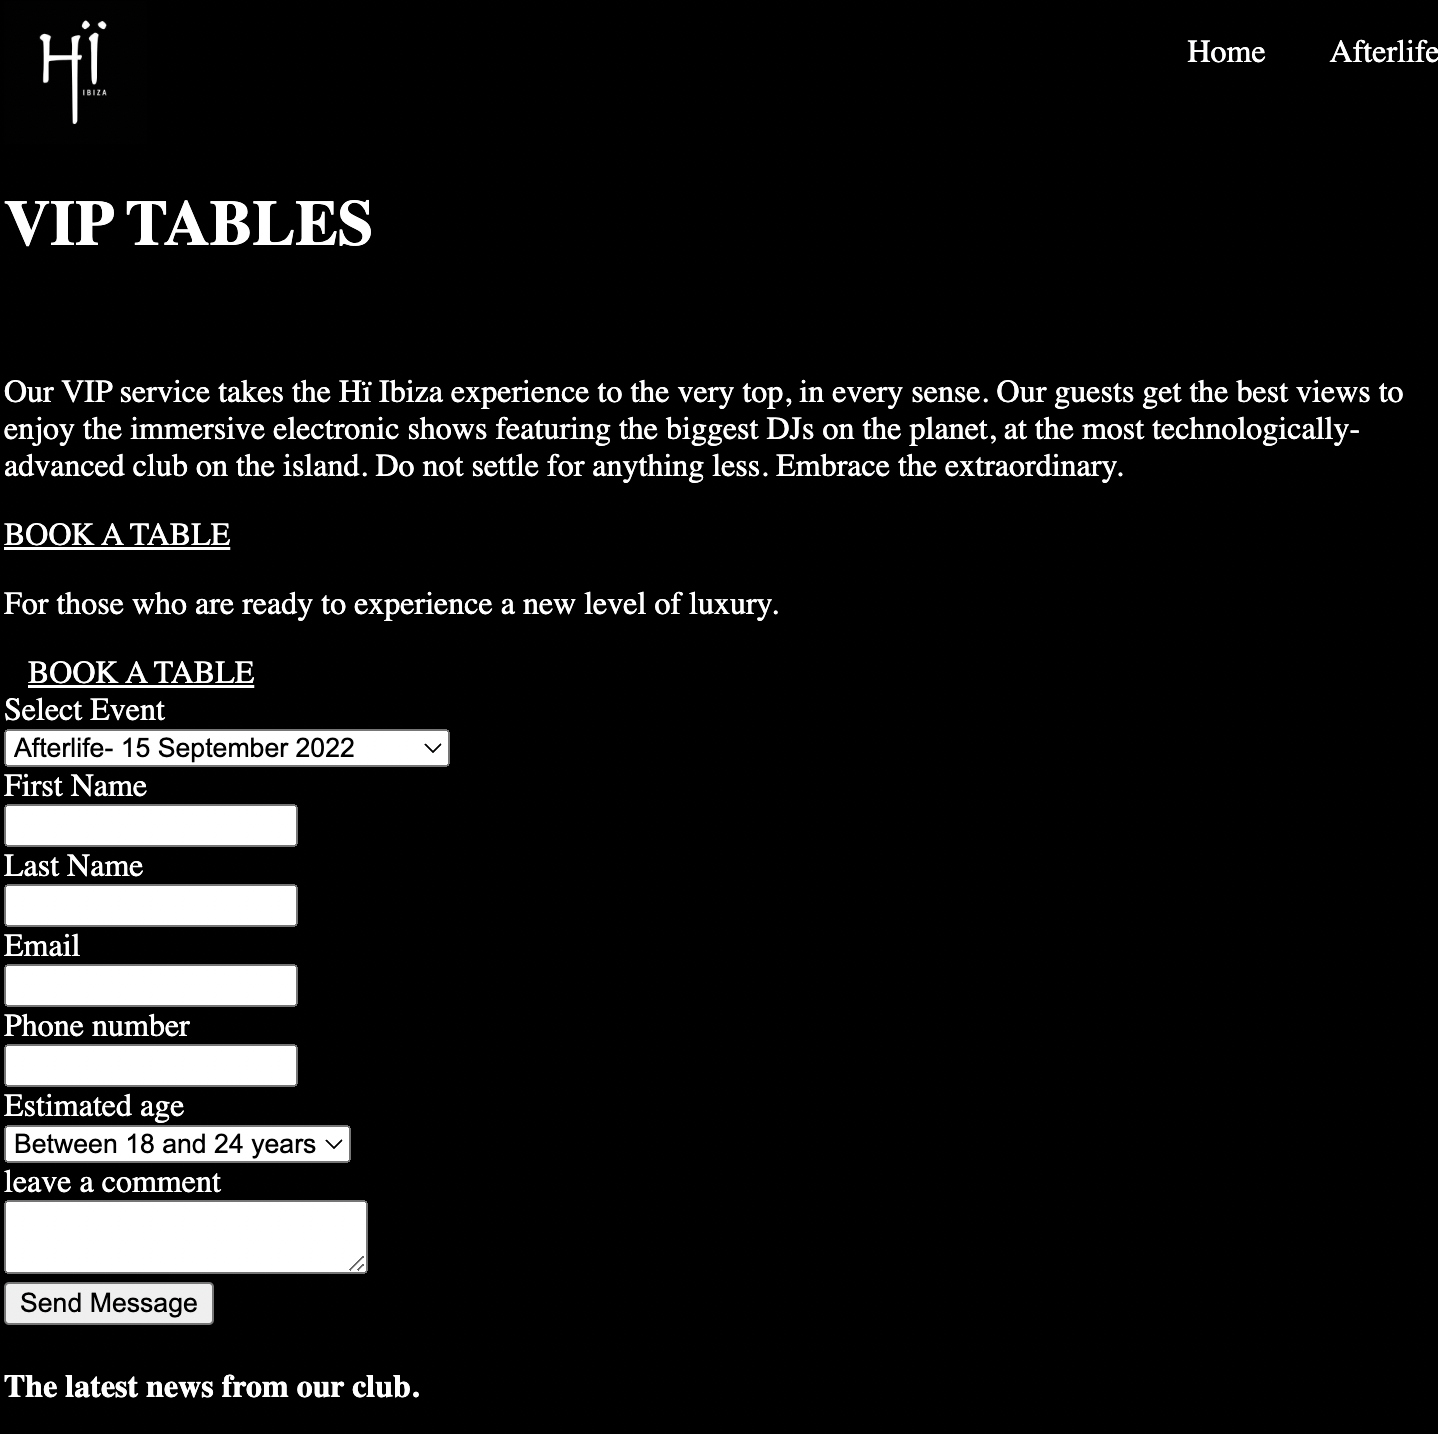 Hï
IBIZA
Home Afterlife
VIP TABLES
Our VIP service takes the Hï Ibiza experience to the very top, in every sense. Our guests get the best views to
enjoy the immersive electronic shows featuring the biggest DJs on the planet, at the most technologically-
advanced club on the island. Do not settle for anything less. Embrace the extraordinary.
BOOK A TABLE
For those who are ready to experience a new level of luxury.
BOOK A TABLE
Select Event
Afterlife- 15 September 2022
First Name
Last Name
Email
Phone number
Estimated age
Between 18 and 24 years
leave a comment
Send Message
The latest news from our club.